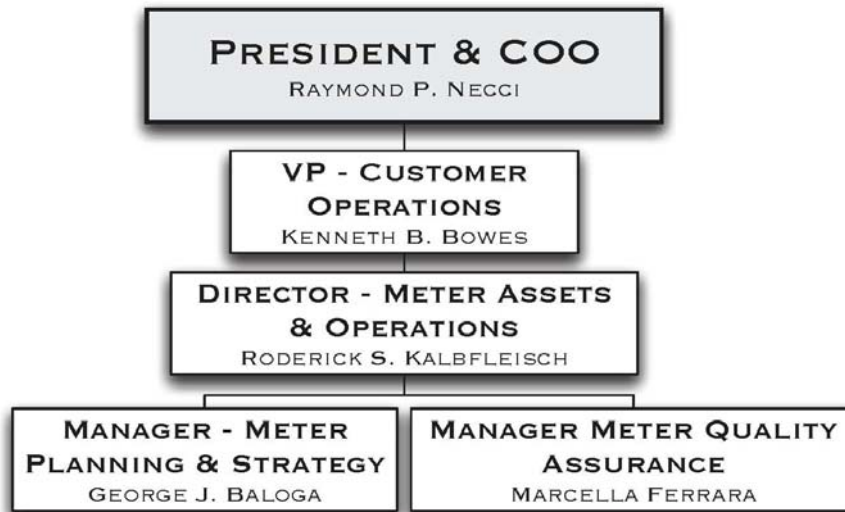 PRESIDENT & COO
RAYMOND P. NECCI
VP - CUSTOMER
OPERATIONS
KENNETH B. BOWES
DIRECTOR - METER ASSETS
& OPERATIONS
RODERICK S. KALBFLEISCH
MANAGER - METER
PLANNING & STRATEGY
GEORGE J. BALOGA
MANAGER METER QUALITY
ASSURANCE
MARCELLA FERRARA